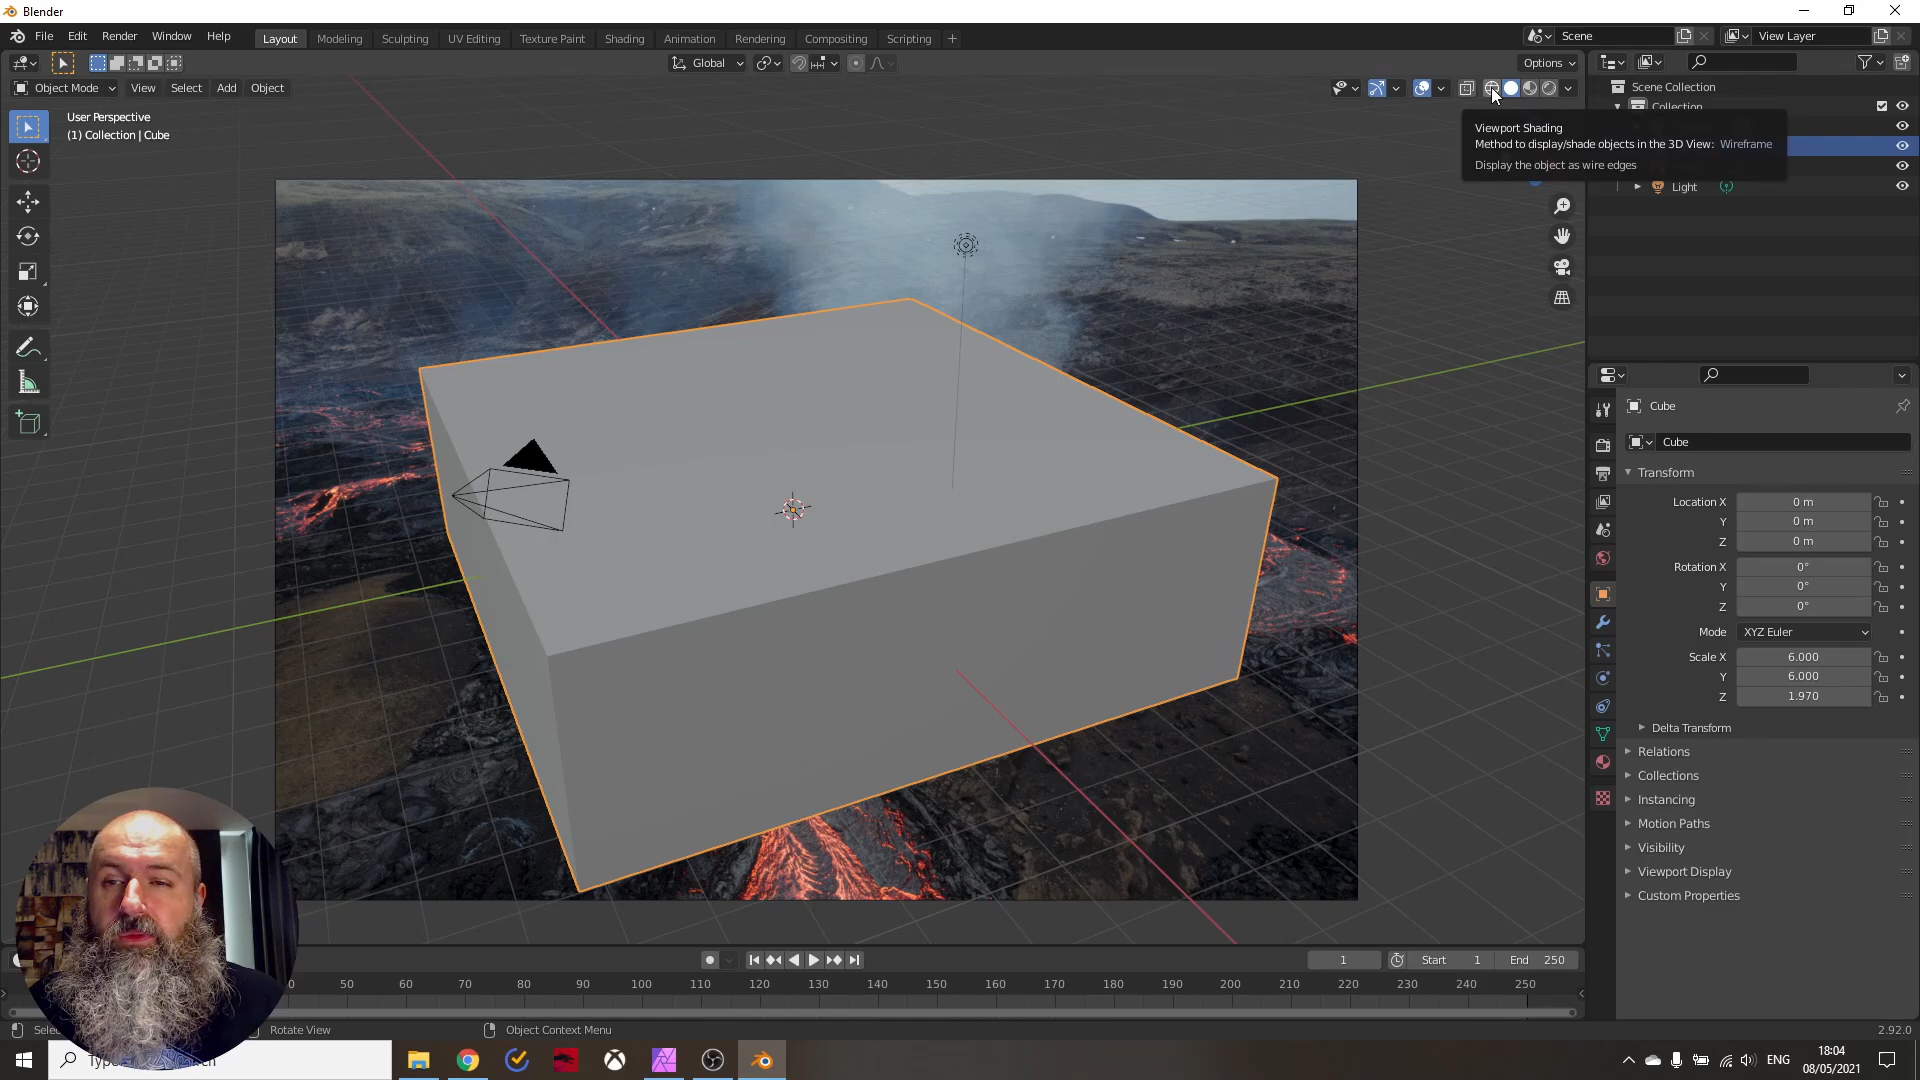 Blender
File Edit Render Window Help
Layout Modeling Sculpting UV Editing Texture Paint Shading Animation Rendering Compositing Scripting
Scene
View Layer
Global
Options
Object Mode View Select Add Object
User Perspective
(1) Collection | Cube
Viewport Shading
Method to display/shade objects in the 3D View: Wireframe
Display the object as wire edges
Scene Collection
Collection
Light
Cube
Cube
Transform
Location X 0 m
Y 0 m
Z 0 m
Rotation X 0°
Y 0°
Z 0°
Mode XYZ Euler
Scale X 6.000
Y 6.000
Z 1.970
Delta Transform
Relations
Collections
Instancing
Motion Paths
Visibility
Viewport Display
Custom Properties
1 Start 1 End 250
50 60 70 80 90 100 110 120 130 140 150 160 170 180 190 200 210 220 230 240 250
Rotate View
Object Context Menu
2.92.0
ENG
18:04
08/05/2021